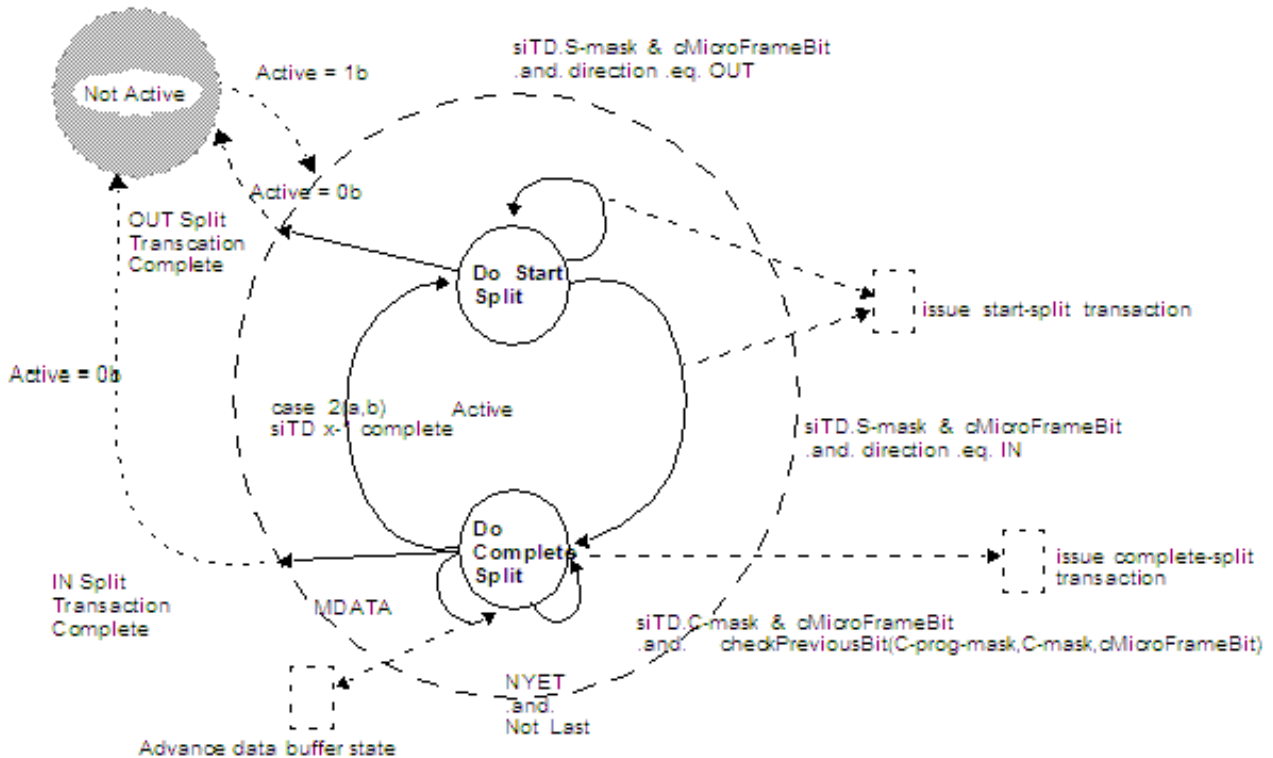 siTD.S-mask & cMicroFrameBit
.and. direction .eq. OUT
Active = 1b
Not Active
Active = 0b
OUT Split
Transcation
Complete
Do Start
Split
issue start-split transaction
Active = 0b
case 2(a,b)
siTD x-1 complete
Active
siTD.S-mask & cMicroFrameBit
.and. direction .eq. IN
Do
Complete
Split
issue complete-split
transaction
IN Split
Transaction
Complete
MDATA
siTD.C-mask & cMicroFrameBit
.and. checkPreviousBit(C-prog-mask,C-mask,cMicroFrameBit)
NYET
.and.
Not Last
Advance data buffer state